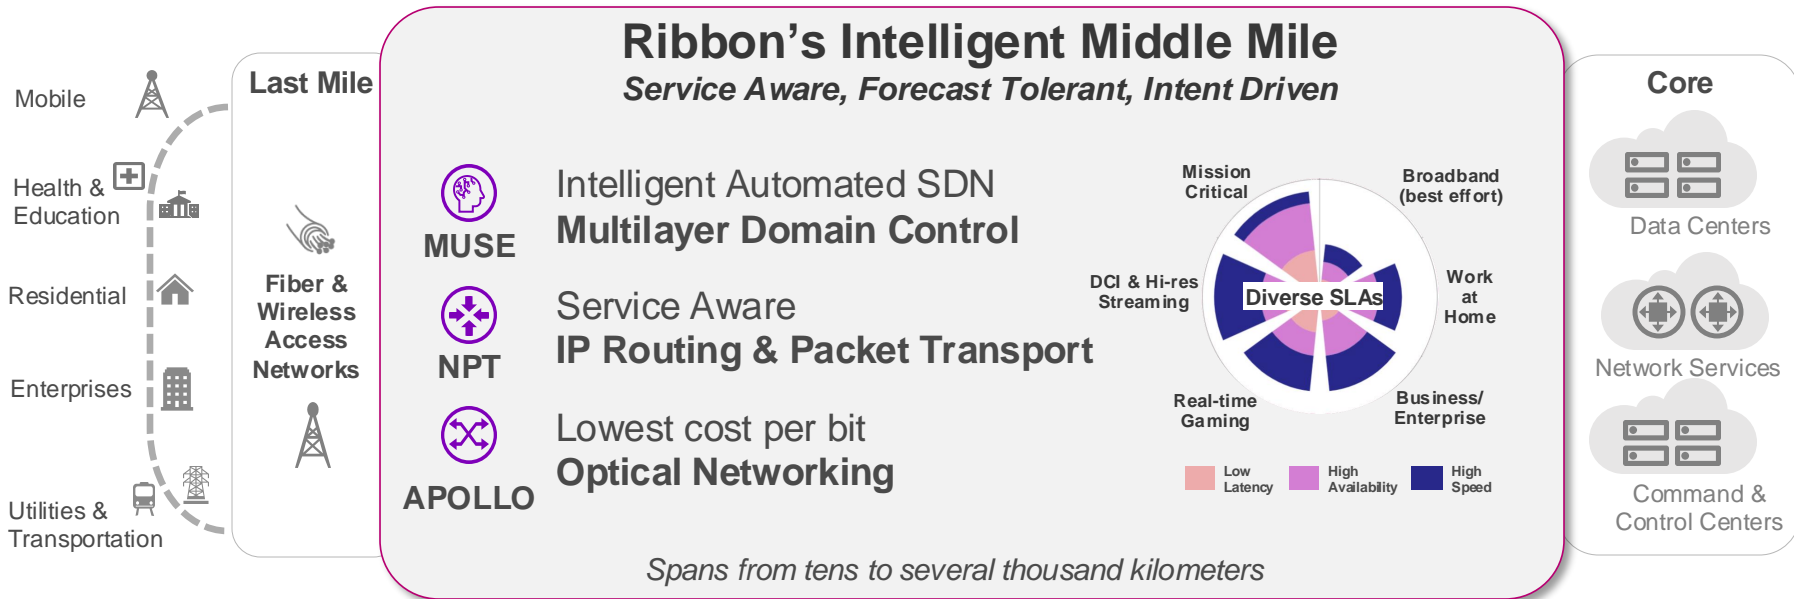 Ribbon's Intelligent Middle Mile
Service Aware, Forecast Tolerant, Intent Driven
Mobile
Health &
Education
Residential
Enterprises
Utilities &
Transportation
Last Mile
Fiber &
Wireless
Access
Networks
MUSE
Intelligent Automated SDN
Multilayer Domain Control
NPT
Service Aware
IP Routing & Packet Transport
APOLLO
Lowest cost per bit
Optical Networking
Mission
Critical
Broadband
(best effort)
DCI & Hi-res
Streaming
Diverse SLAs
Work
at
Home
Real-time
Gaming
Business/
Enterprise
Low
Latency
High
Availability
High
Speed
Spans from tens to several thousand kilometers
Core
Data Centers
Network Services
Command &
Control Centers